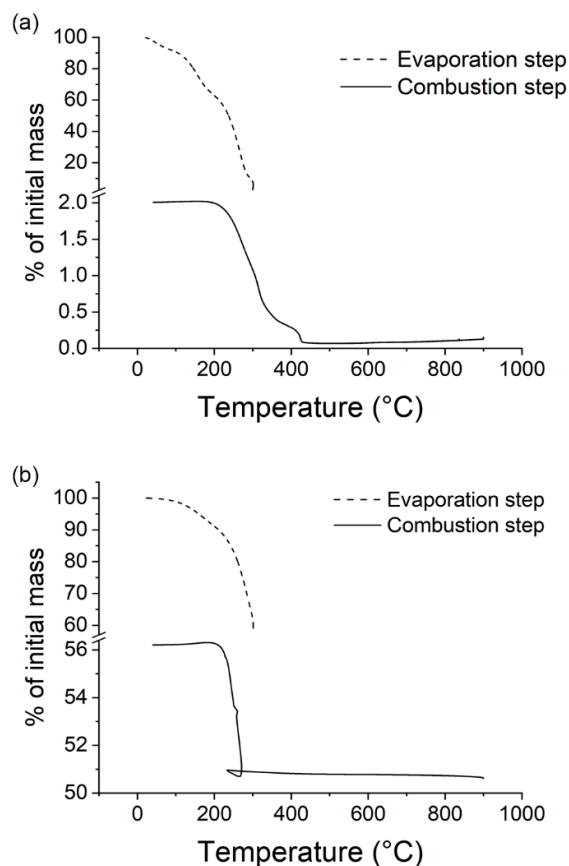 (a)
Evaporation step
Combustion step
% of initial mass
100
80
60
40
20
2.0
1.5
1.0
0.5
0.0
0 200 400 600 800 1000
Temperature (°C)
(b)
Evaporation step
Combustion step
% of initial mass
100
90
80
70
60
56
54
52
50
0 200 400 600 800 1000
Temperature (°C)